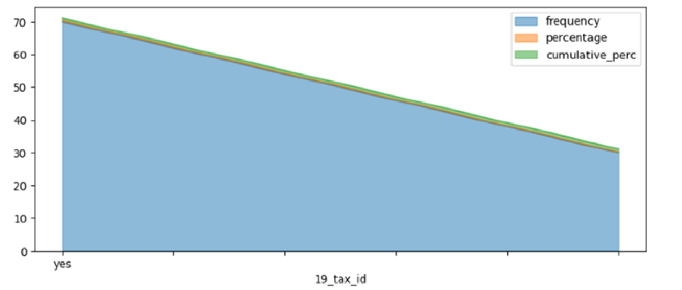 70
60
50
40
30
20
10
0
frequency
percentage
cumulative_perc
yes
19_tax_id